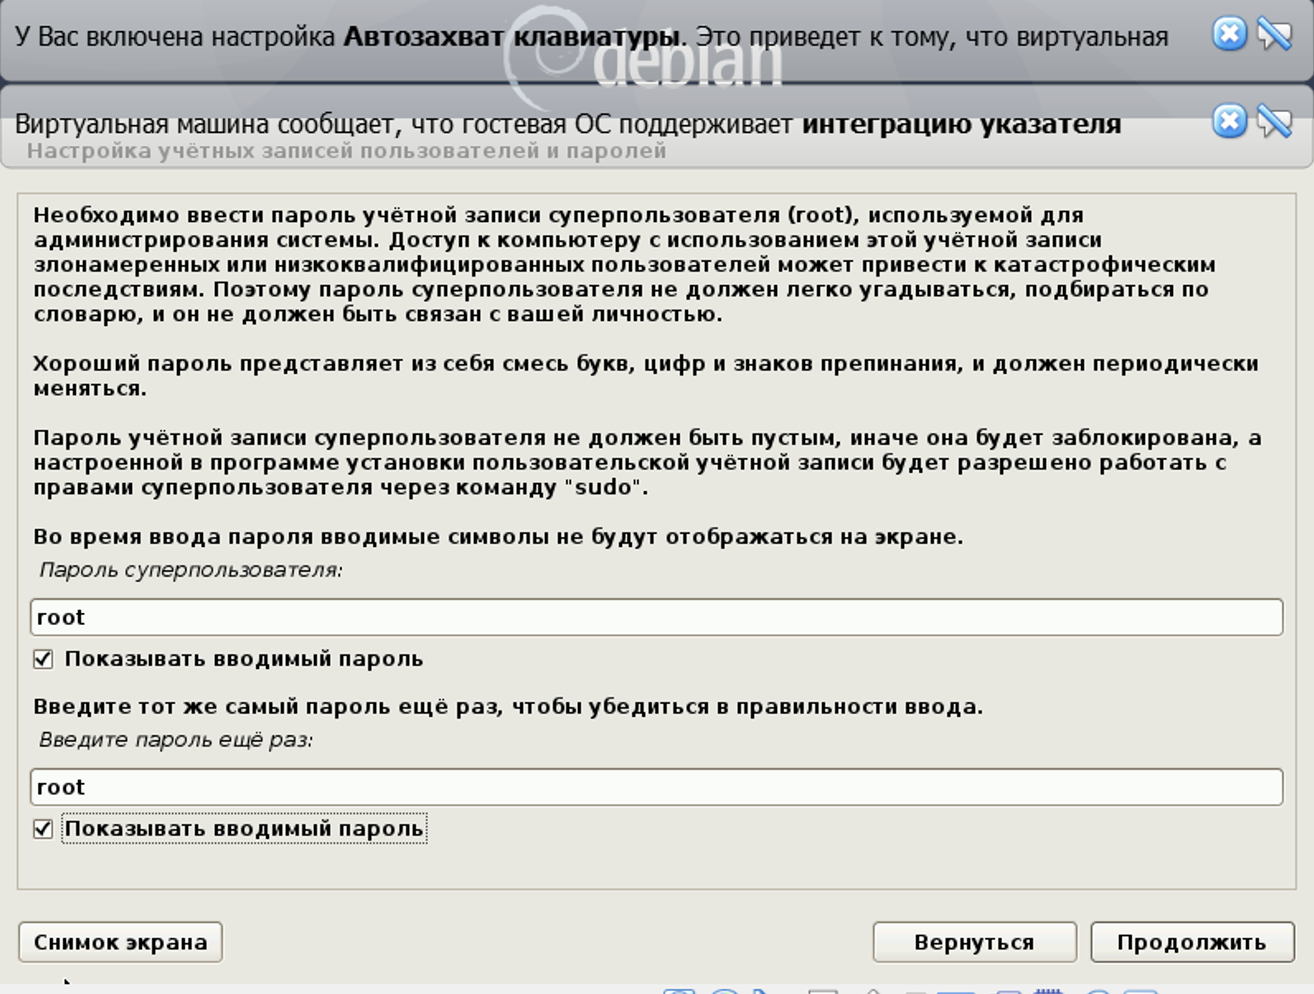 У Вас включена настройка Автозахват клавиатуры. Это приведет к тому, что виртуальная
debian
Виртуальная машина сообщает, что гостевая ОС поддерживает интеграцию указателя
Настройка учётных записей пользователей и паролей
Необходимо ввести пароль учётной записи суперпользователя (root), используемой для
администрирования системы. Доступ к компьютеру с использованием этой учётной записи
злонамеренных или низкоквалифицированных пользователей может привести к катастрофическим
последствиям. Поэтому пароль суперпользователя не должен легко угадываться, подбираться по
словарю, и он не должен быть связан с вашей личностью.
Хороший пароль представляет из себя смесь букв, цифр и знаков препинания, и должен периодически
меняться.
Пароль учётной записи суперпользователя не должен быть пустым, иначе она будет заблокирована, а
настроенной в программе установки пользовательской учётной записи будет разрешено работать с
правами суперпользователя через команду "sudo".
Во время ввода пароля вводимые символы не будут отображаться на экране.
Пароль суперпользователя:
root
Показывать вводимый пароль
Введите тот же самый пароль ещё раз, чтобы убедиться в правильности ввода.
Введите пароль ещё раз:
root
Показывать вводимый пароль
Снимок экрана
Вернуться
Продолжить